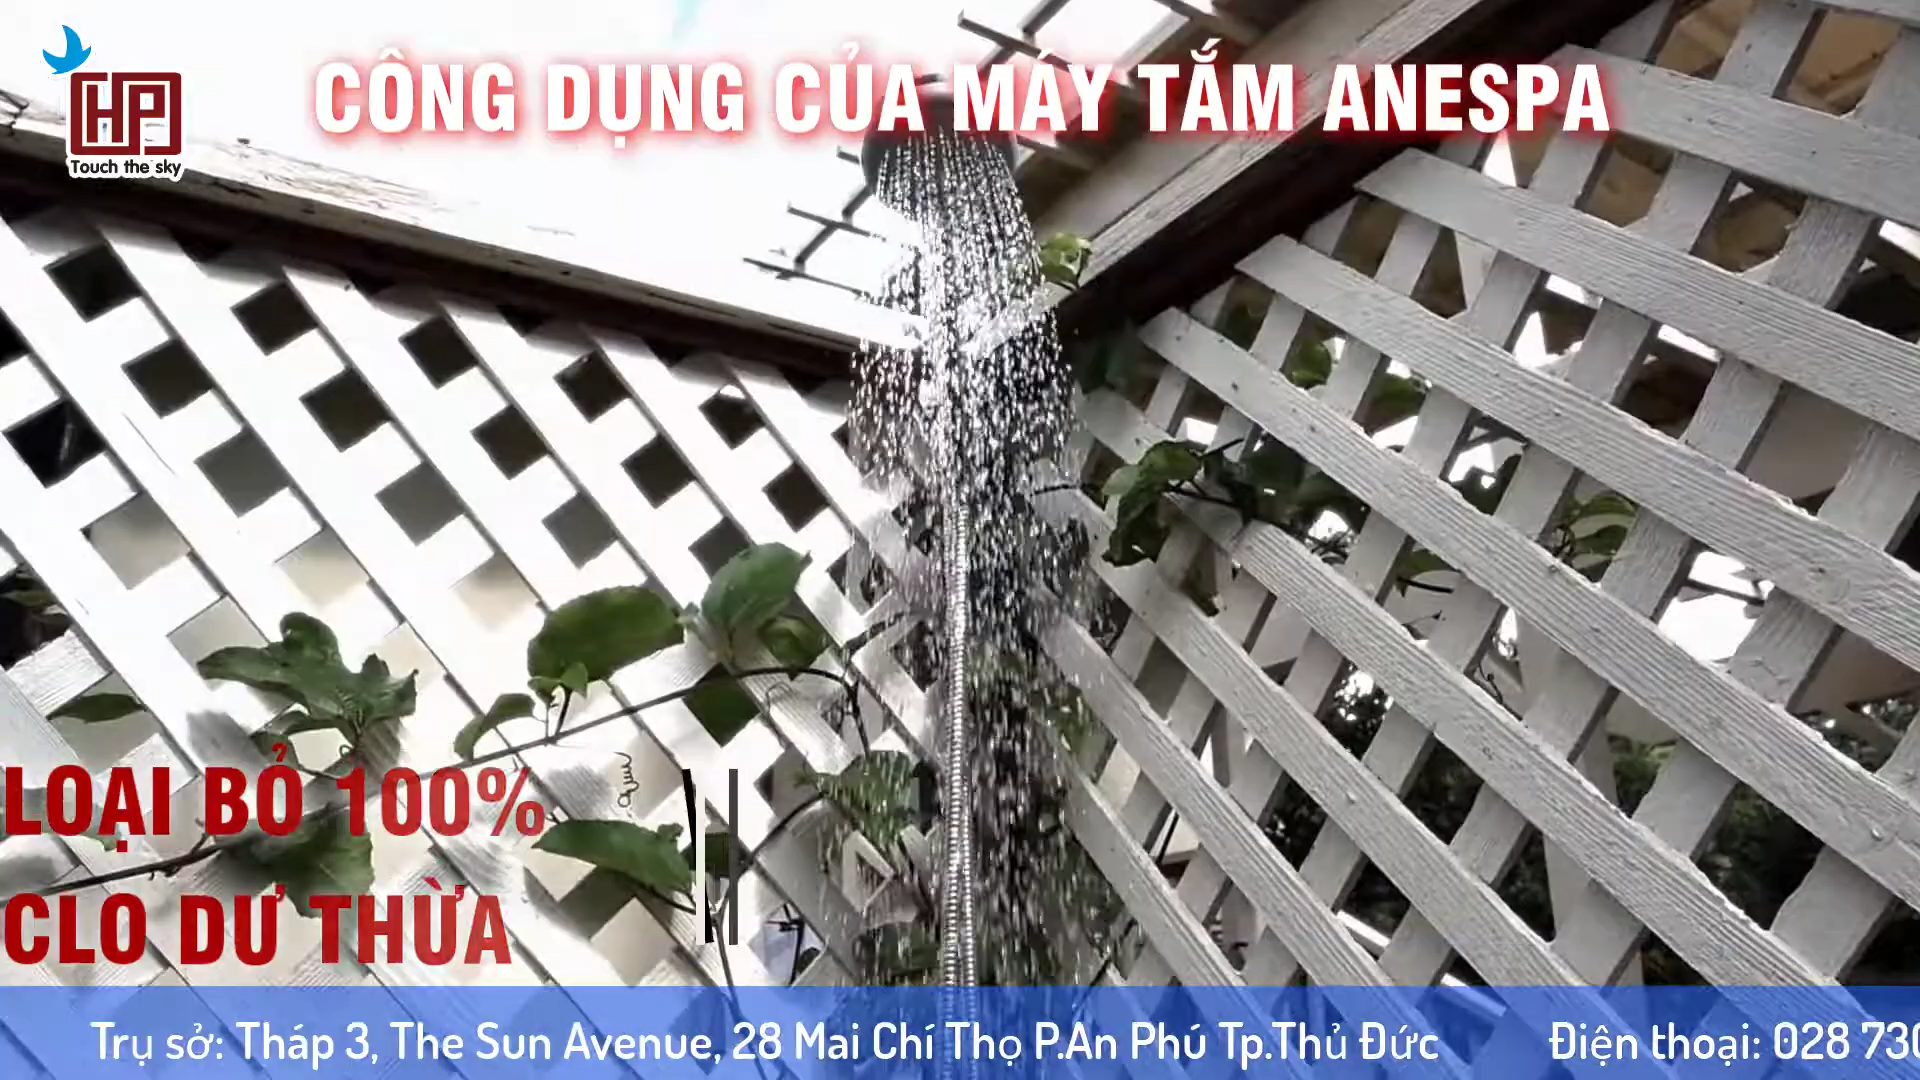 HP
Touch the sky
CÔNG DỤNG CỦA MÁY TẮM ANESPA
LOẠI BỎ 100%
CLO DƯ THỪA
Trụ sở: Tháp 3, The Sun Avenue, 28 Mai Chí Thọ P.An Phú Tp.Thủ Đức Điện thoại: 028 730